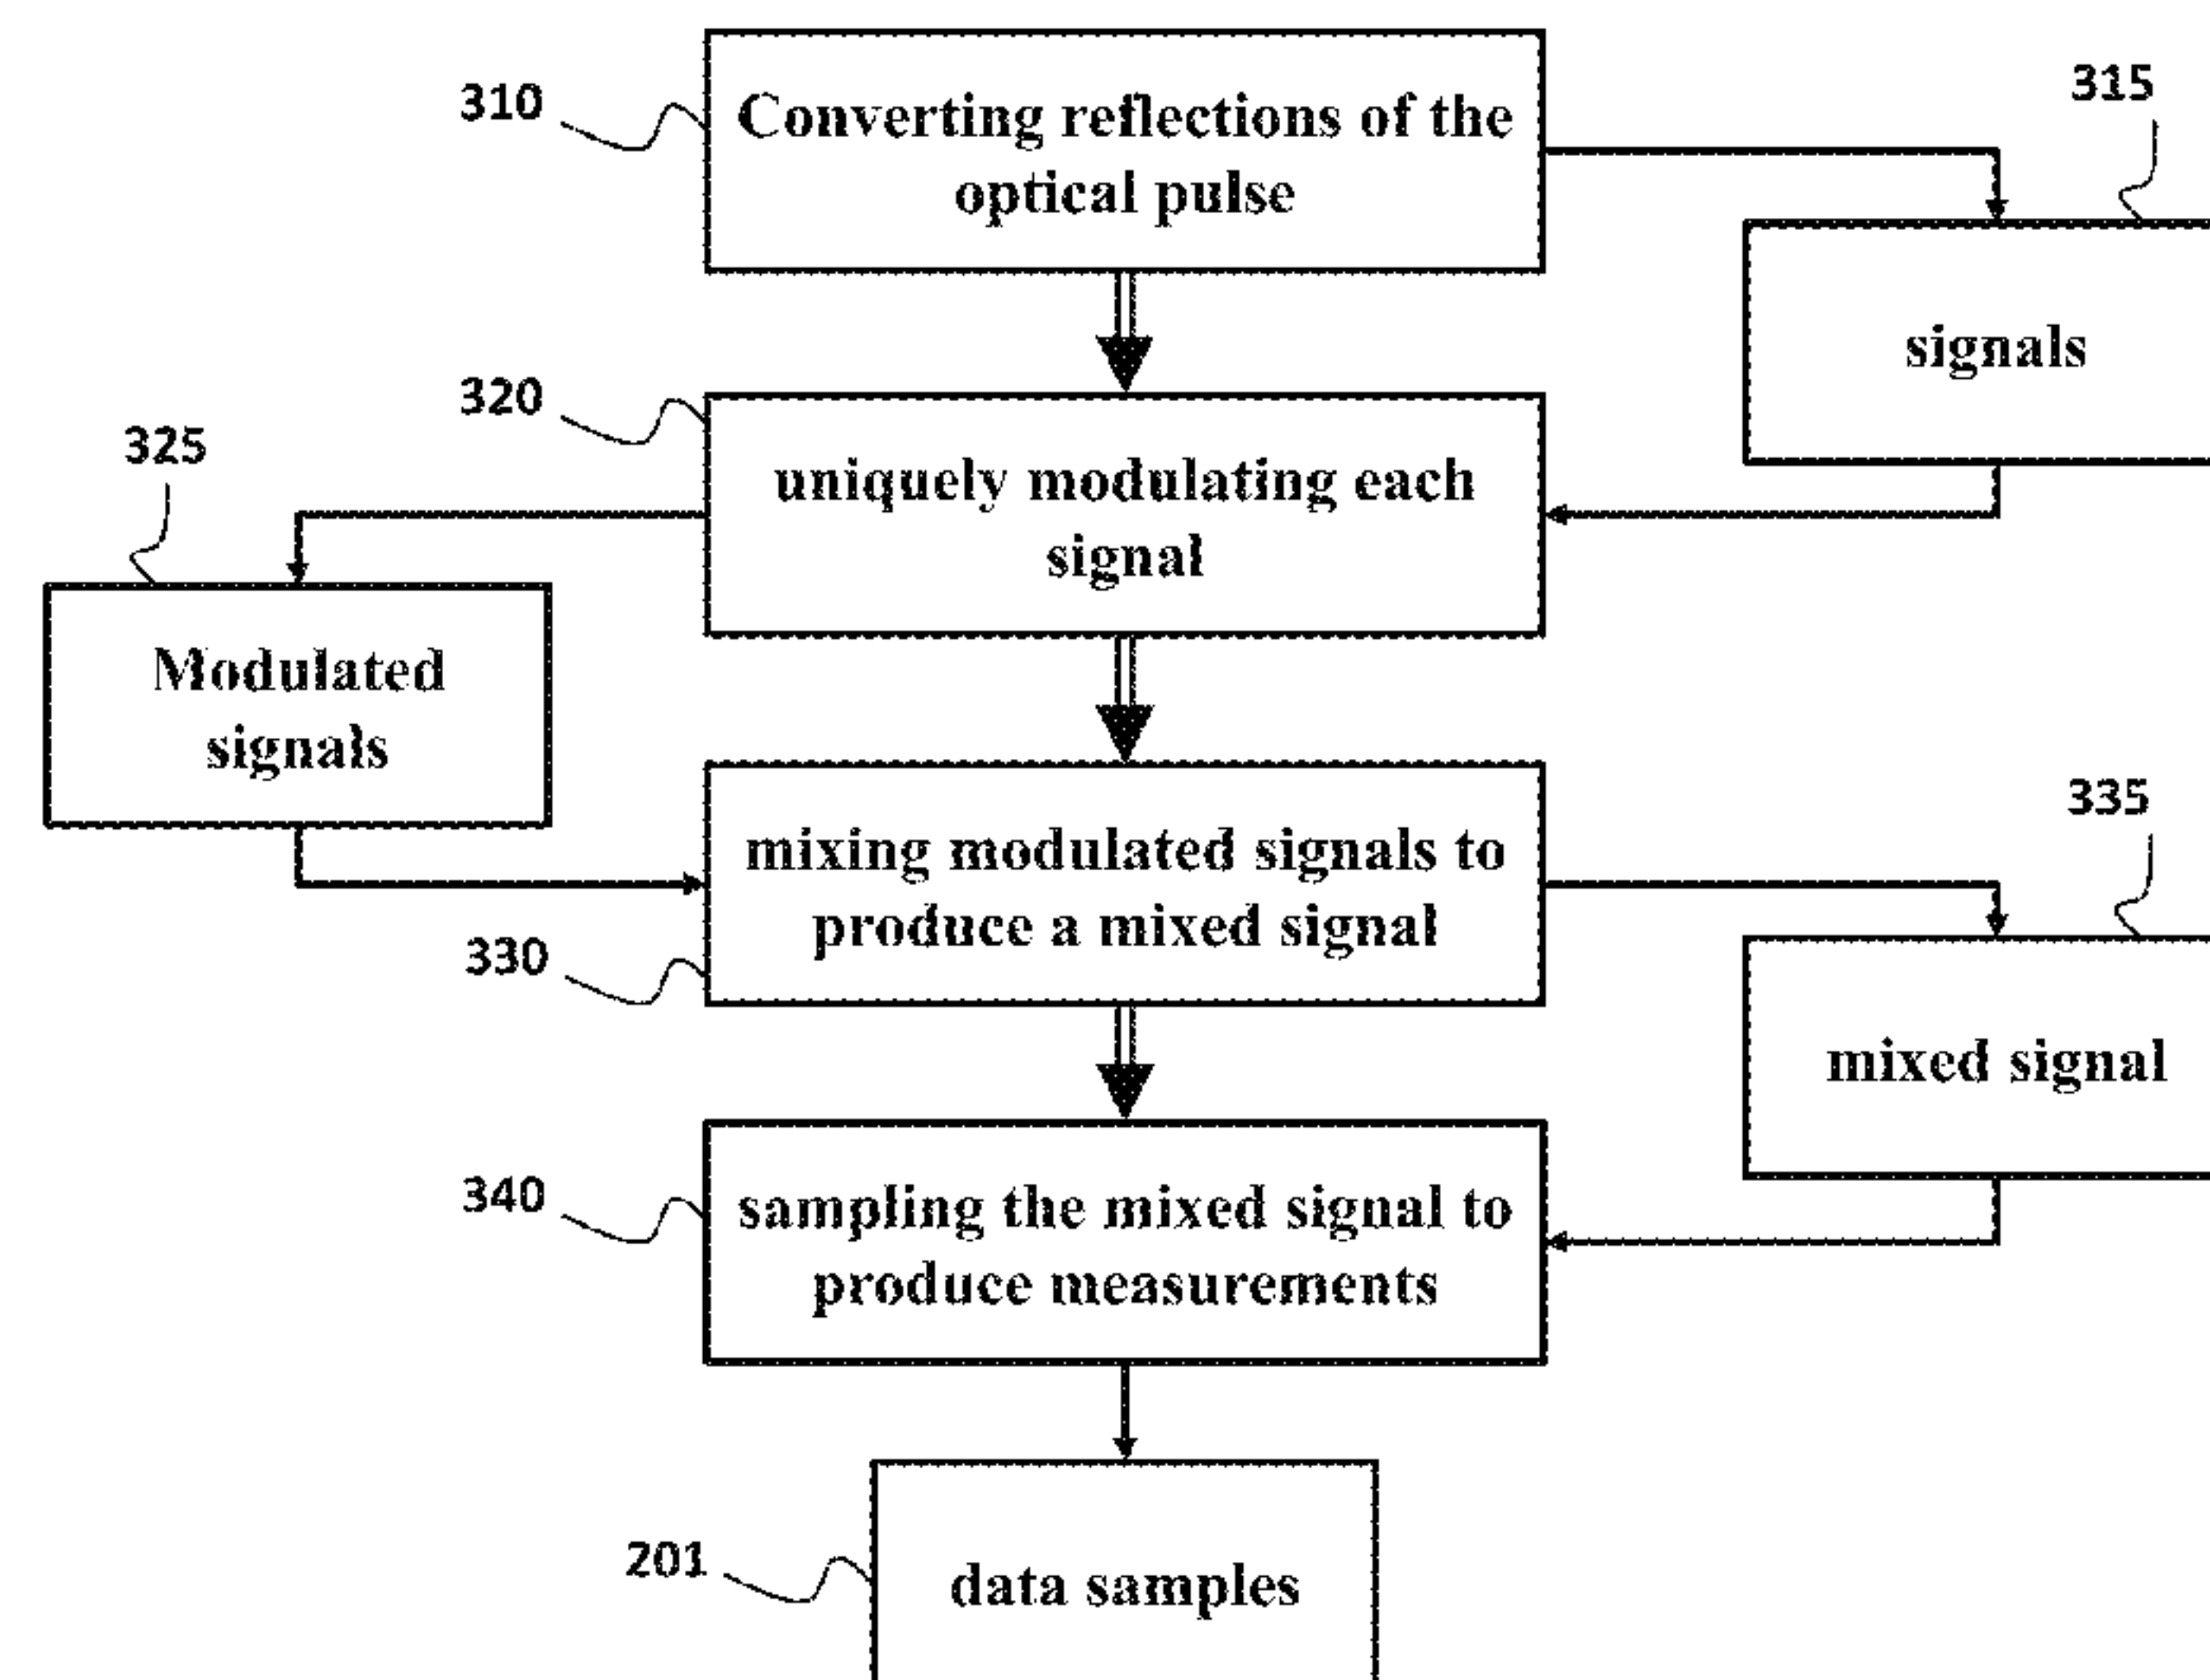 310
Converting reflections of the
optical pulse
315
signals
320
uniquely modulating each
signal
325
Modulated
signals
330
mixing modulated signals to
produce a mixed signal
335
mixed signal
340
sampling the mixed signal to
produce measurements
201
data samples